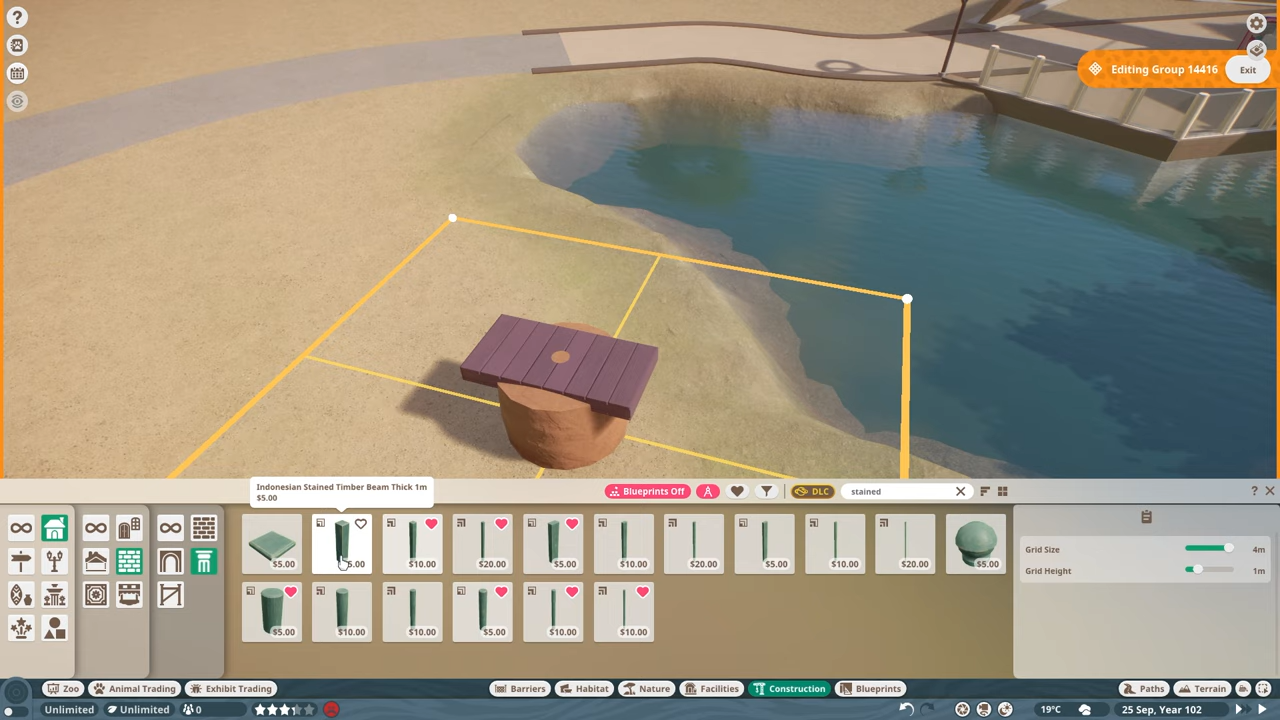 ?
Editing Group 14416
Exit
Indonesian Stained Timber Beam Thick 1m
$5.00
Blueprints Off
DLC
stained
?
$5.00
5.00
$10.00
$20.00
$5.00
$10.00
$20.00
$5.00
$10.00
$20.00
$5.00
$5.00
$10.00
$10.00
$5.00
$10.00
$10.00
Grid Size
4m
Grid Height
1m
Zoo
Animal Trading
Exhibit Trading
Barriers
Habitat
Nature
Facilities
Construction
Blueprints
Paths
Terrain
Unlimited
Unlimited
0
19°C
25 Sep, Year 102